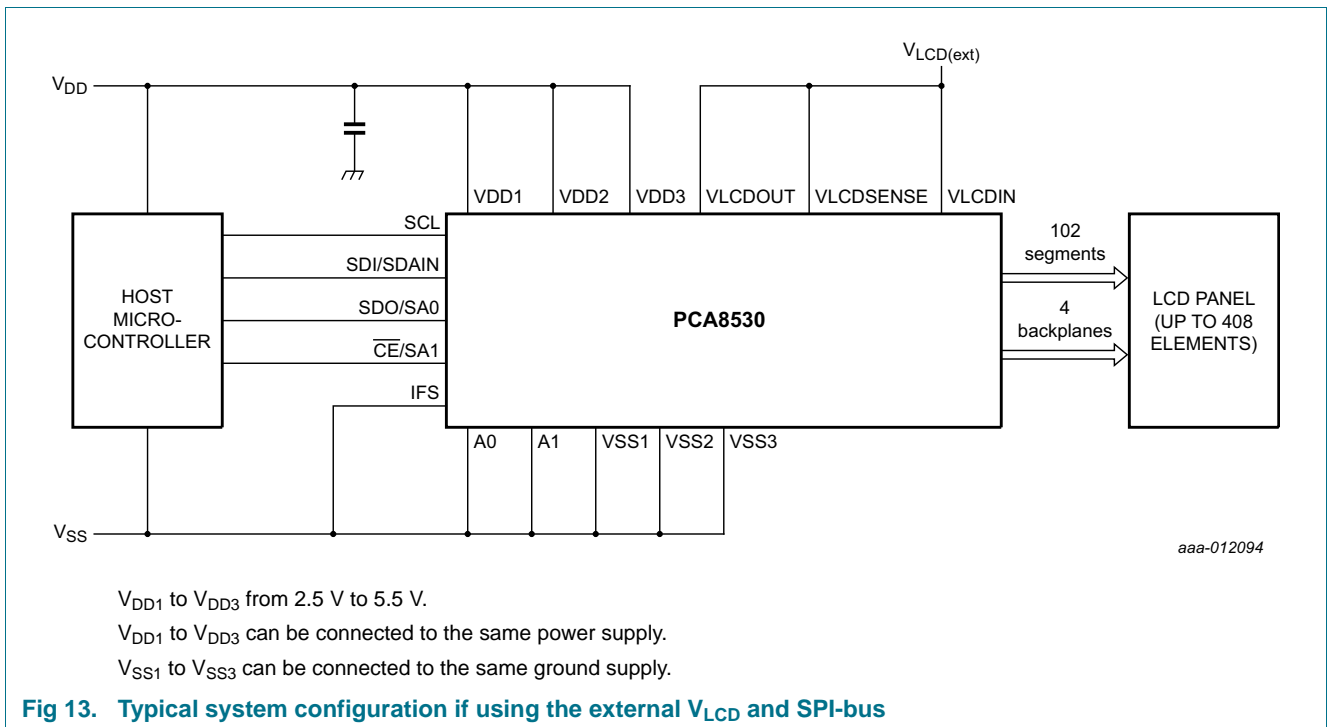 VLCD(ext)
VDD
VDD1 VDD2 VDD3 VLCDOUT VLCDSENSE VLCDIN
SCL
SDI/SDAIN
SDO/SA0
CE/SA1
IFS
HOST
MICRO-
CONTROLLER
PCA8530
102
segments
4
backplanes
LCD PANEL
(UP TO 408
ELEMENTS)
A0 A1 VSS1 VSS2 VSS3
VSS
aaa-012094
VDD1 to VDD3 from 2.5 V to 5.5 V.
VDD1 to VDD3 can be connected to the same power supply.
VSS1 to VSS3 can be connected to the same ground supply.
Fig 13. Typical system configuration if using the external VLCD and SPI-bus